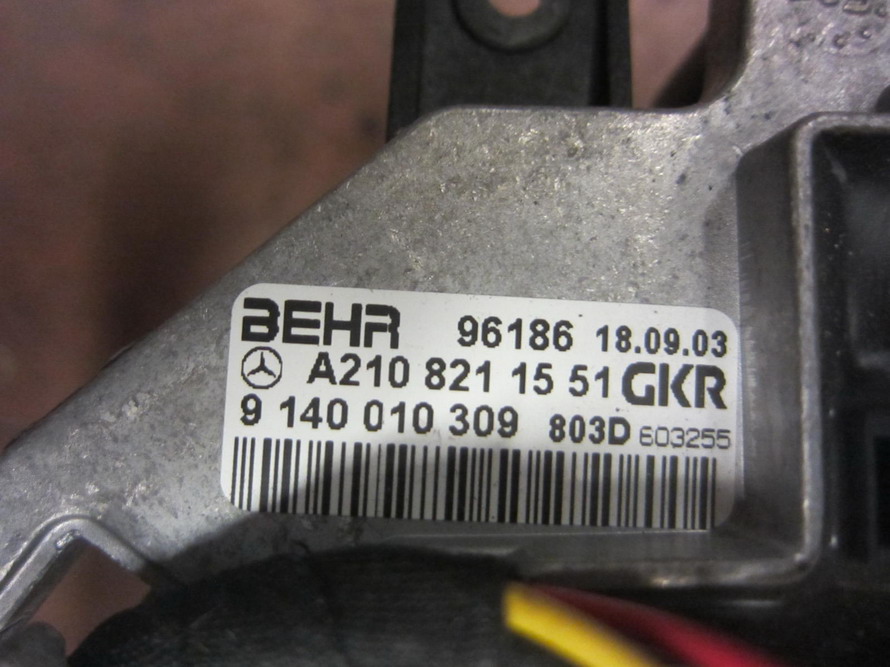 BEHR 96186 18.09.03
A210 821 15 51 GKR
9 140 010 309 803D 603255